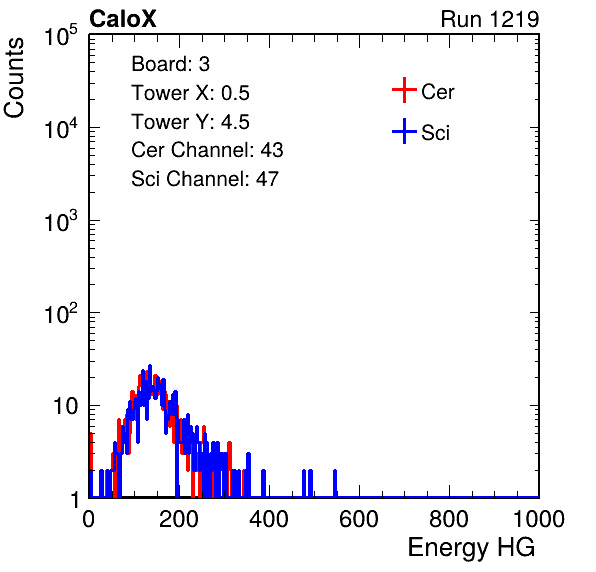 CaloX Run 1219
Counts
Board: 3
Tower X: 0.5
Tower Y: 4.5
Cer Channel: 43
Sci Channel: 47
Cer
Sci
10^5
10^4
10^3
10^2
10
1
0 200 400 600 800 1000
Energy HG